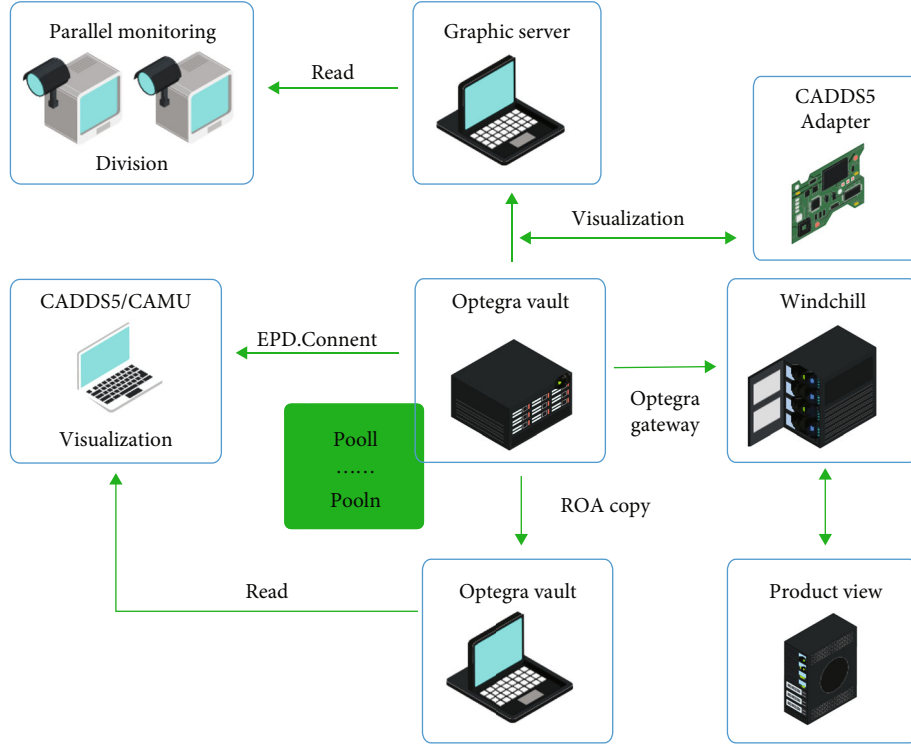 Parallel monitoring
Division
Read
Graphic server
CADDS5
Adapter
Visualization
CADDS5/CAMU
Visualization
EPD.Connent
Optegra vault
Optegra
gateway
Windchill
Pooll
......
Pooln
ROA copy
Read
Optegra vault
Product view